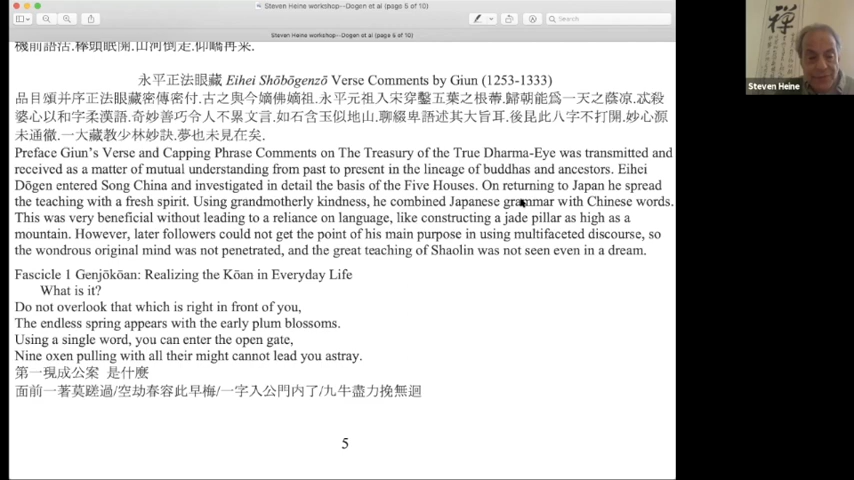 Steven Heine workshop--Dogen et al (page 5 of 10)
Search
Steven Heine workshop--Dogen et al (page 5 of 10)
機前語活.棒頭眼開.山河倒走.仰嶠再来.
永平正法眼藏 Eihei Shōbōgenzō Verse Comments by Giun (1253-1333)
品目頌并序正法眼藏密傳密付.古之與今嫡佛嫡祖.永平元祖入宋穿鑿五葉之根蒂.歸朝能爲一天之蔭凉.忒殺
婆心以和字柔漢語.奇妙善巧令人不累文言.如石含玉似地山.聊綴卑語述其大旨耳.後昆此八字不打開.妙心源
未通徹.一大藏教少林妙訣.夢也未見在矣.
Preface Giun's Verse and Capping Phrase Comments on The Treasury of the True Dharma-Eye was transmitted and
received as a matter of mutual understanding from past to present in the lineage of buddhas and ancestors. Eihei
Dōgen entered Song China and investigated in detail the basis of the Five Houses. On returning to Japan he spread
the teaching with a fresh spirit. Using grandmotherly kindness, he combined Japanese grammar with Chinese words.
This was very beneficial without leading to a reliance on language, like constructing a jade pillar as high as a
mountain. However, later followers could not get the point of his main purpose in using multifaceted discourse, so
the wondrous original mind was not penetrated, and the great teaching of Shaolin was not seen even in a dream.
Fascicle 1 Genjōkōan: Realizing the Kōan in Everyday Life
What is it?
Do not overlook that which is right in front of you,
The endless spring appears with the early plum blossoms.
Using a single word, you can enter the open gate,
Nine oxen pulling with all their might cannot lead you astray.
第一現成公案 是什麼
面前一著莫蹉過/空劫春容此早梅/一字入公門内了/九牛盡力挽無迴
5
禅
Steven Heine